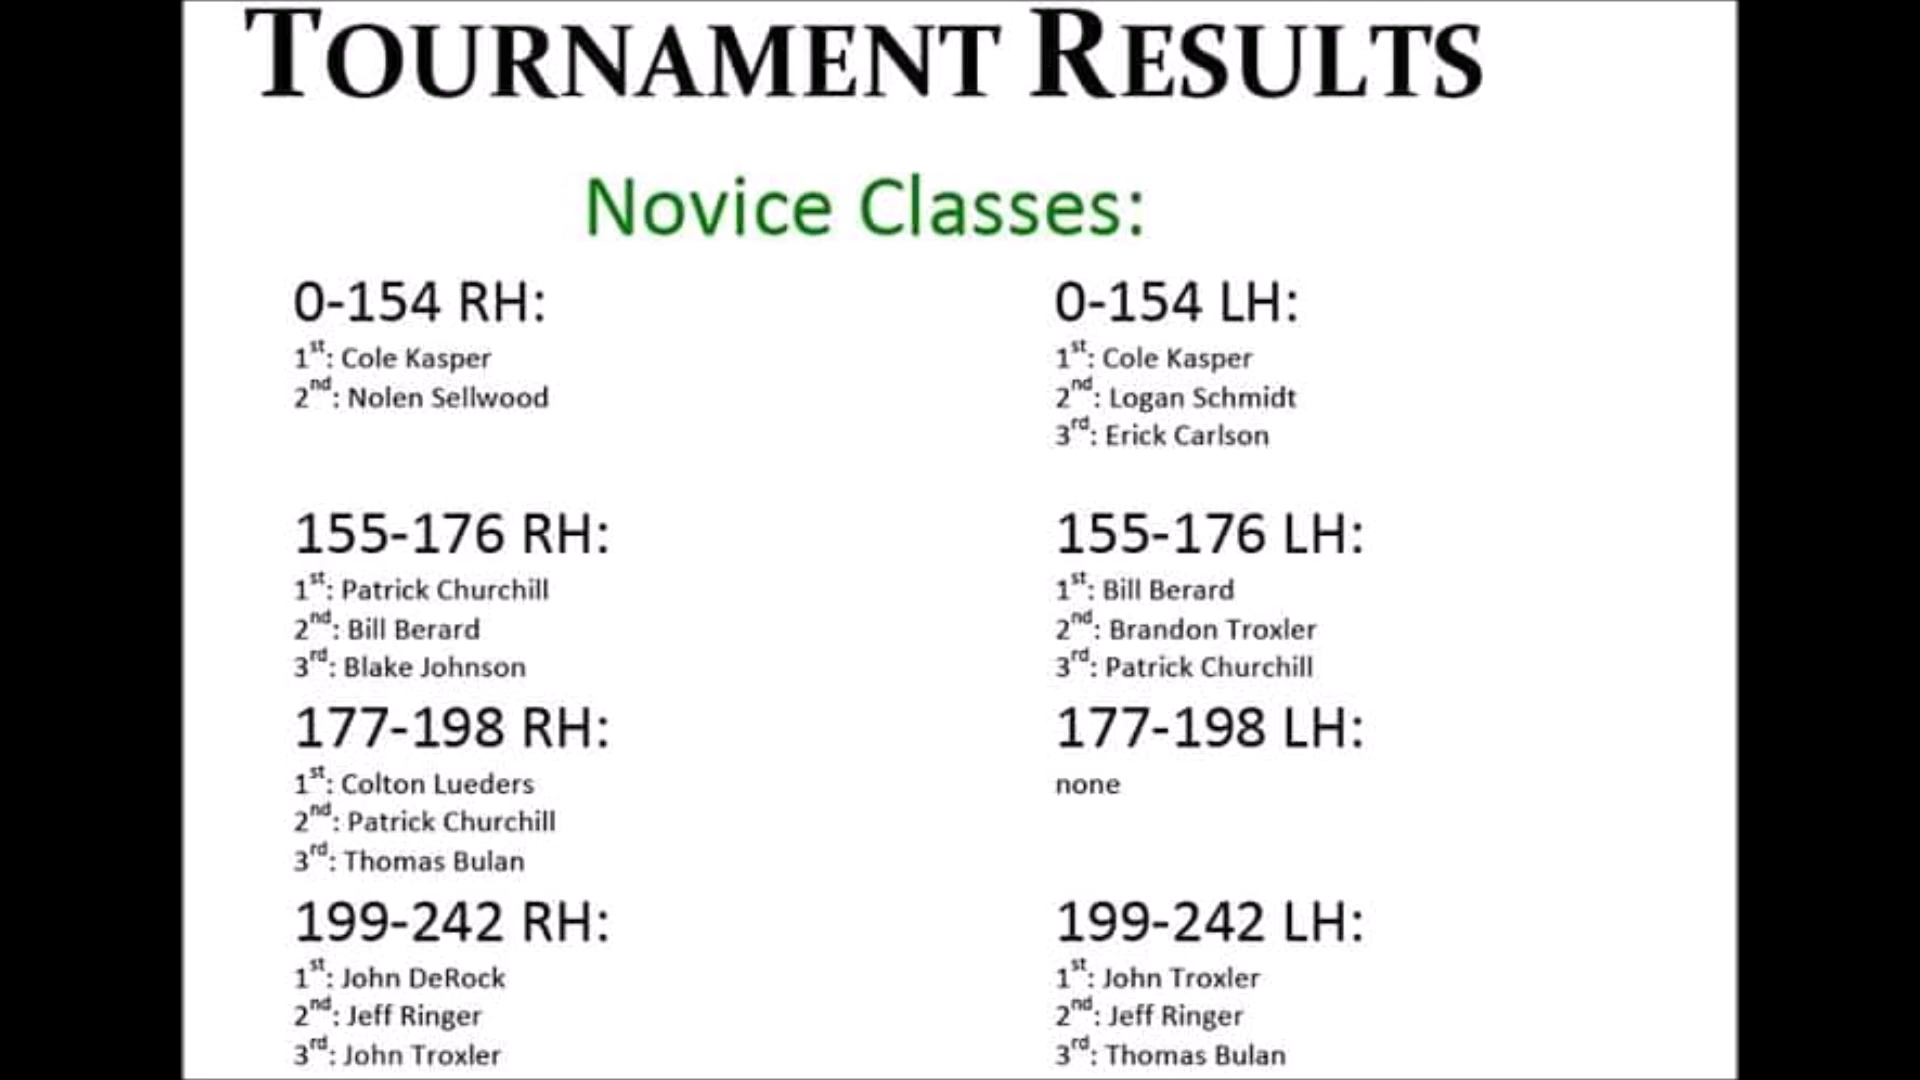 TOURNAMENT RESULTS
Novice Classes:
0-154 RH:
1st: Cole Kasper
2nd: Nolen Sellwood
0-154 LH:
1st: Cole Kasper
2nd: Logan Schmidt
3rd: Erick Carlson
155-176 RH:
1st: Patrick Churchill
2nd: Bill Berard
3rd: Blake Johnson
155-176 LH:
1st: Bill Berard
2nd: Brandon Troxler
3rd: Patrick Churchill
177-198 RH:
1st: Colton Lueders
2nd: Patrick Churchill
3rd: Thomas Bulan
177-198 LH:
none
199-242 RH:
1st: John DeRock
2nd: Jeff Ringer
3rd: John Troxler
199-242 LH:
1st: John Troxler
2nd: Jeff Ringer
3rd: Thomas Bulan